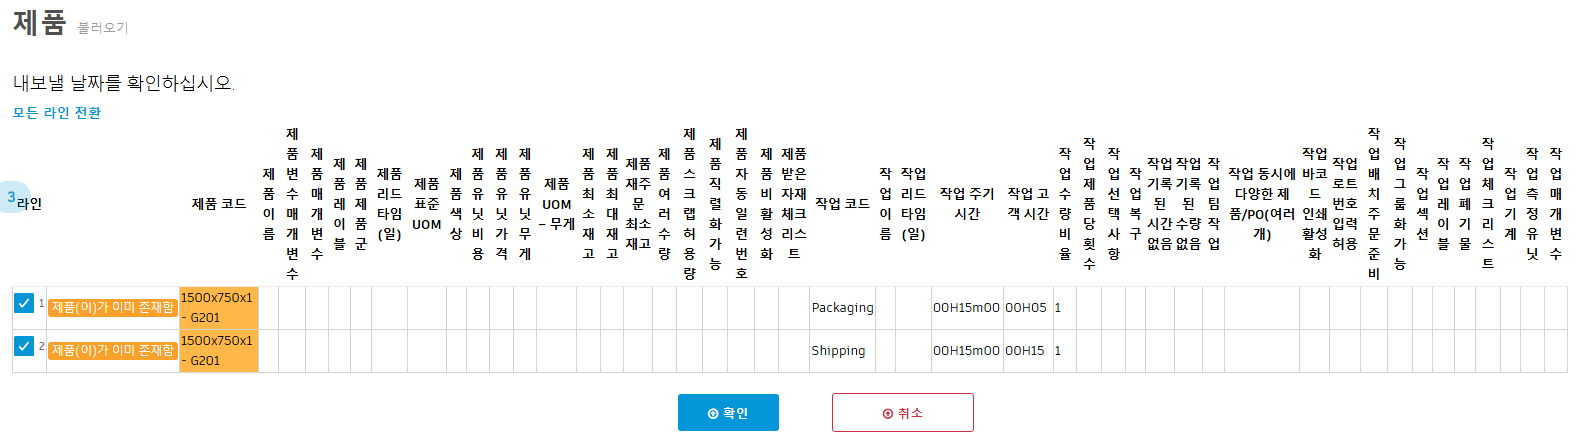 제품 불러오기
내보낼 날짜를 확인하십시오.
모든 라인 전환
3
라인
제품 코드
제품 이름
제품 변수 매개변수
제품 매개변수
제품 레이블
제품 제품군
제품 리드 타임 (일)
제품 표준 UOM
제품 색상
제품 유닛 비용
제품 유닛 가격
제품 유닛 무게
제품 UOM – 무게
제품 최소 재고
제품 최대 재고
제품 재주문 최소 재고
제품 여러 수량
제품 스크랩 허용량
제품 직렬화 가능
제품 자동 일련 번호
제품 비활성화
제품 받은 자재 체크리스트
작업 코드
작업 이름
작업 리드 타임 (일)
작업 주기 시간
작업 고객 시간
작업 수량 비율
작업 제품당 횟수
작업 선택 사항
작업 복구
작업 기록된 시간 없음
작업 기록된 수량 없음
작업 팀 작업
작업 동시에 다양한 제품/PO(여러 개)
작업 바코드 인쇄 활성화
작업 로트 번호 입력 허용
작업 배치 주문 준비
작업 그룹화 가능
작업 섹션
작업 레이블
작업 폐기물
작업 체크리스트
작업 기계
작업 측정 유닛
작업 매개변수
1 제품(이)가 이미 존재함 1500x750x1 - G201 Packaging 00H15m00 00H05 1
2 제품(이)가 이미 존재함 1500x750x1 - G201 Shipping 00H15m00 00H15 1
확인 취소